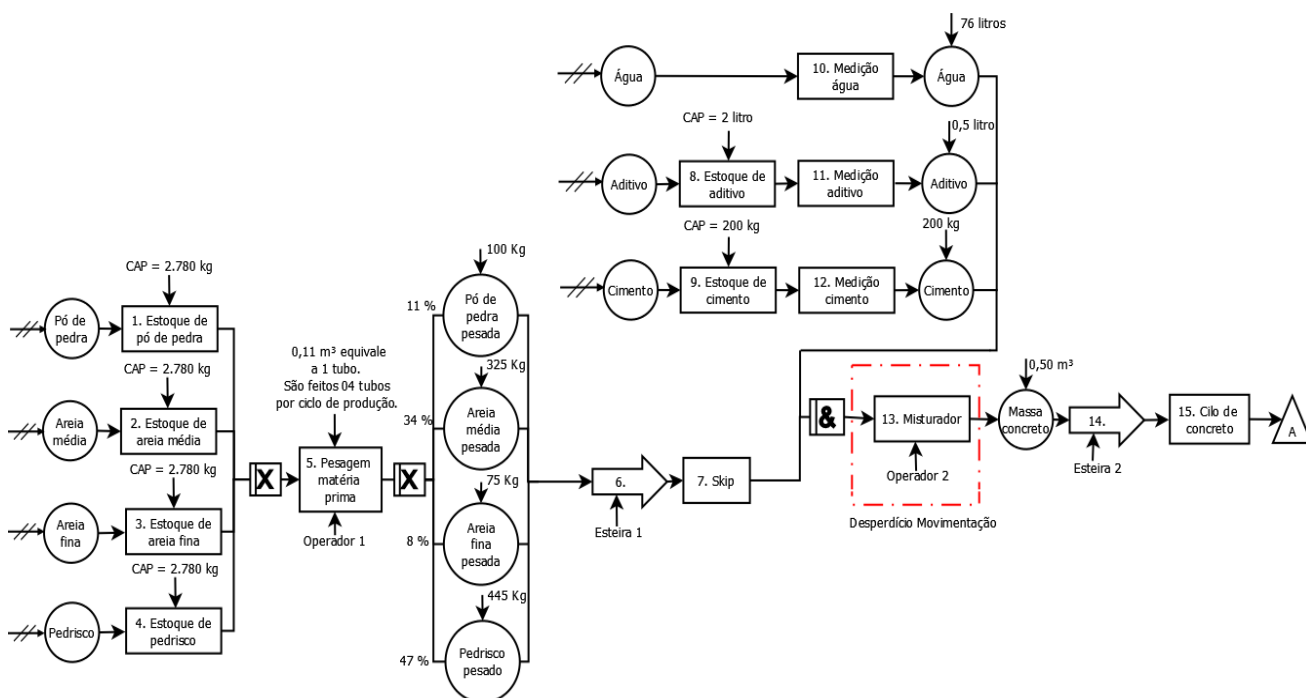 76 litros
Água
10. Medição
água
Água
CAP = 2 litro
0,5 litro
Aditivo
8. Estoque de
aditivo
11. Medição
aditivo
Aditivo
CAP = 200 kg
200 kg
Cimento
9. Estoque de
cimento
12. Medição
cimento
Cimento
CAP = 2.780 kg
Pó de
pedra
1. Estoque de
pó de pedra
CAP = 2.780 kg
Areia
média
2. Estoque de
areia média
CAP = 2.780 kg
Areia
fina
3. Estoque de
areia fina
CAP = 2.780 kg
Pedrisco
4. Estoque de
pedrisco
X
0,11 m³ equivale
a 1 tubo.
São feitos 04 tubos
por ciclo de produção.
5. Pesagem
matéria
prima
Operador 1
X
100 Kg
11 %
Pó de
pedra
pesada
325 Kg
34 %
Areia
média
pesada
75 Kg
8 %
Areia
fina
pesada
445 Kg
47 %
Pedrisco
pesado
6.
Esteira 1
7. Skip
&
13. Misturador
Operador 2
Desperdício Movimentação
0,50 m³
Massa
concreto
14.
Esteira 2
15. Cilo de
concreto
A